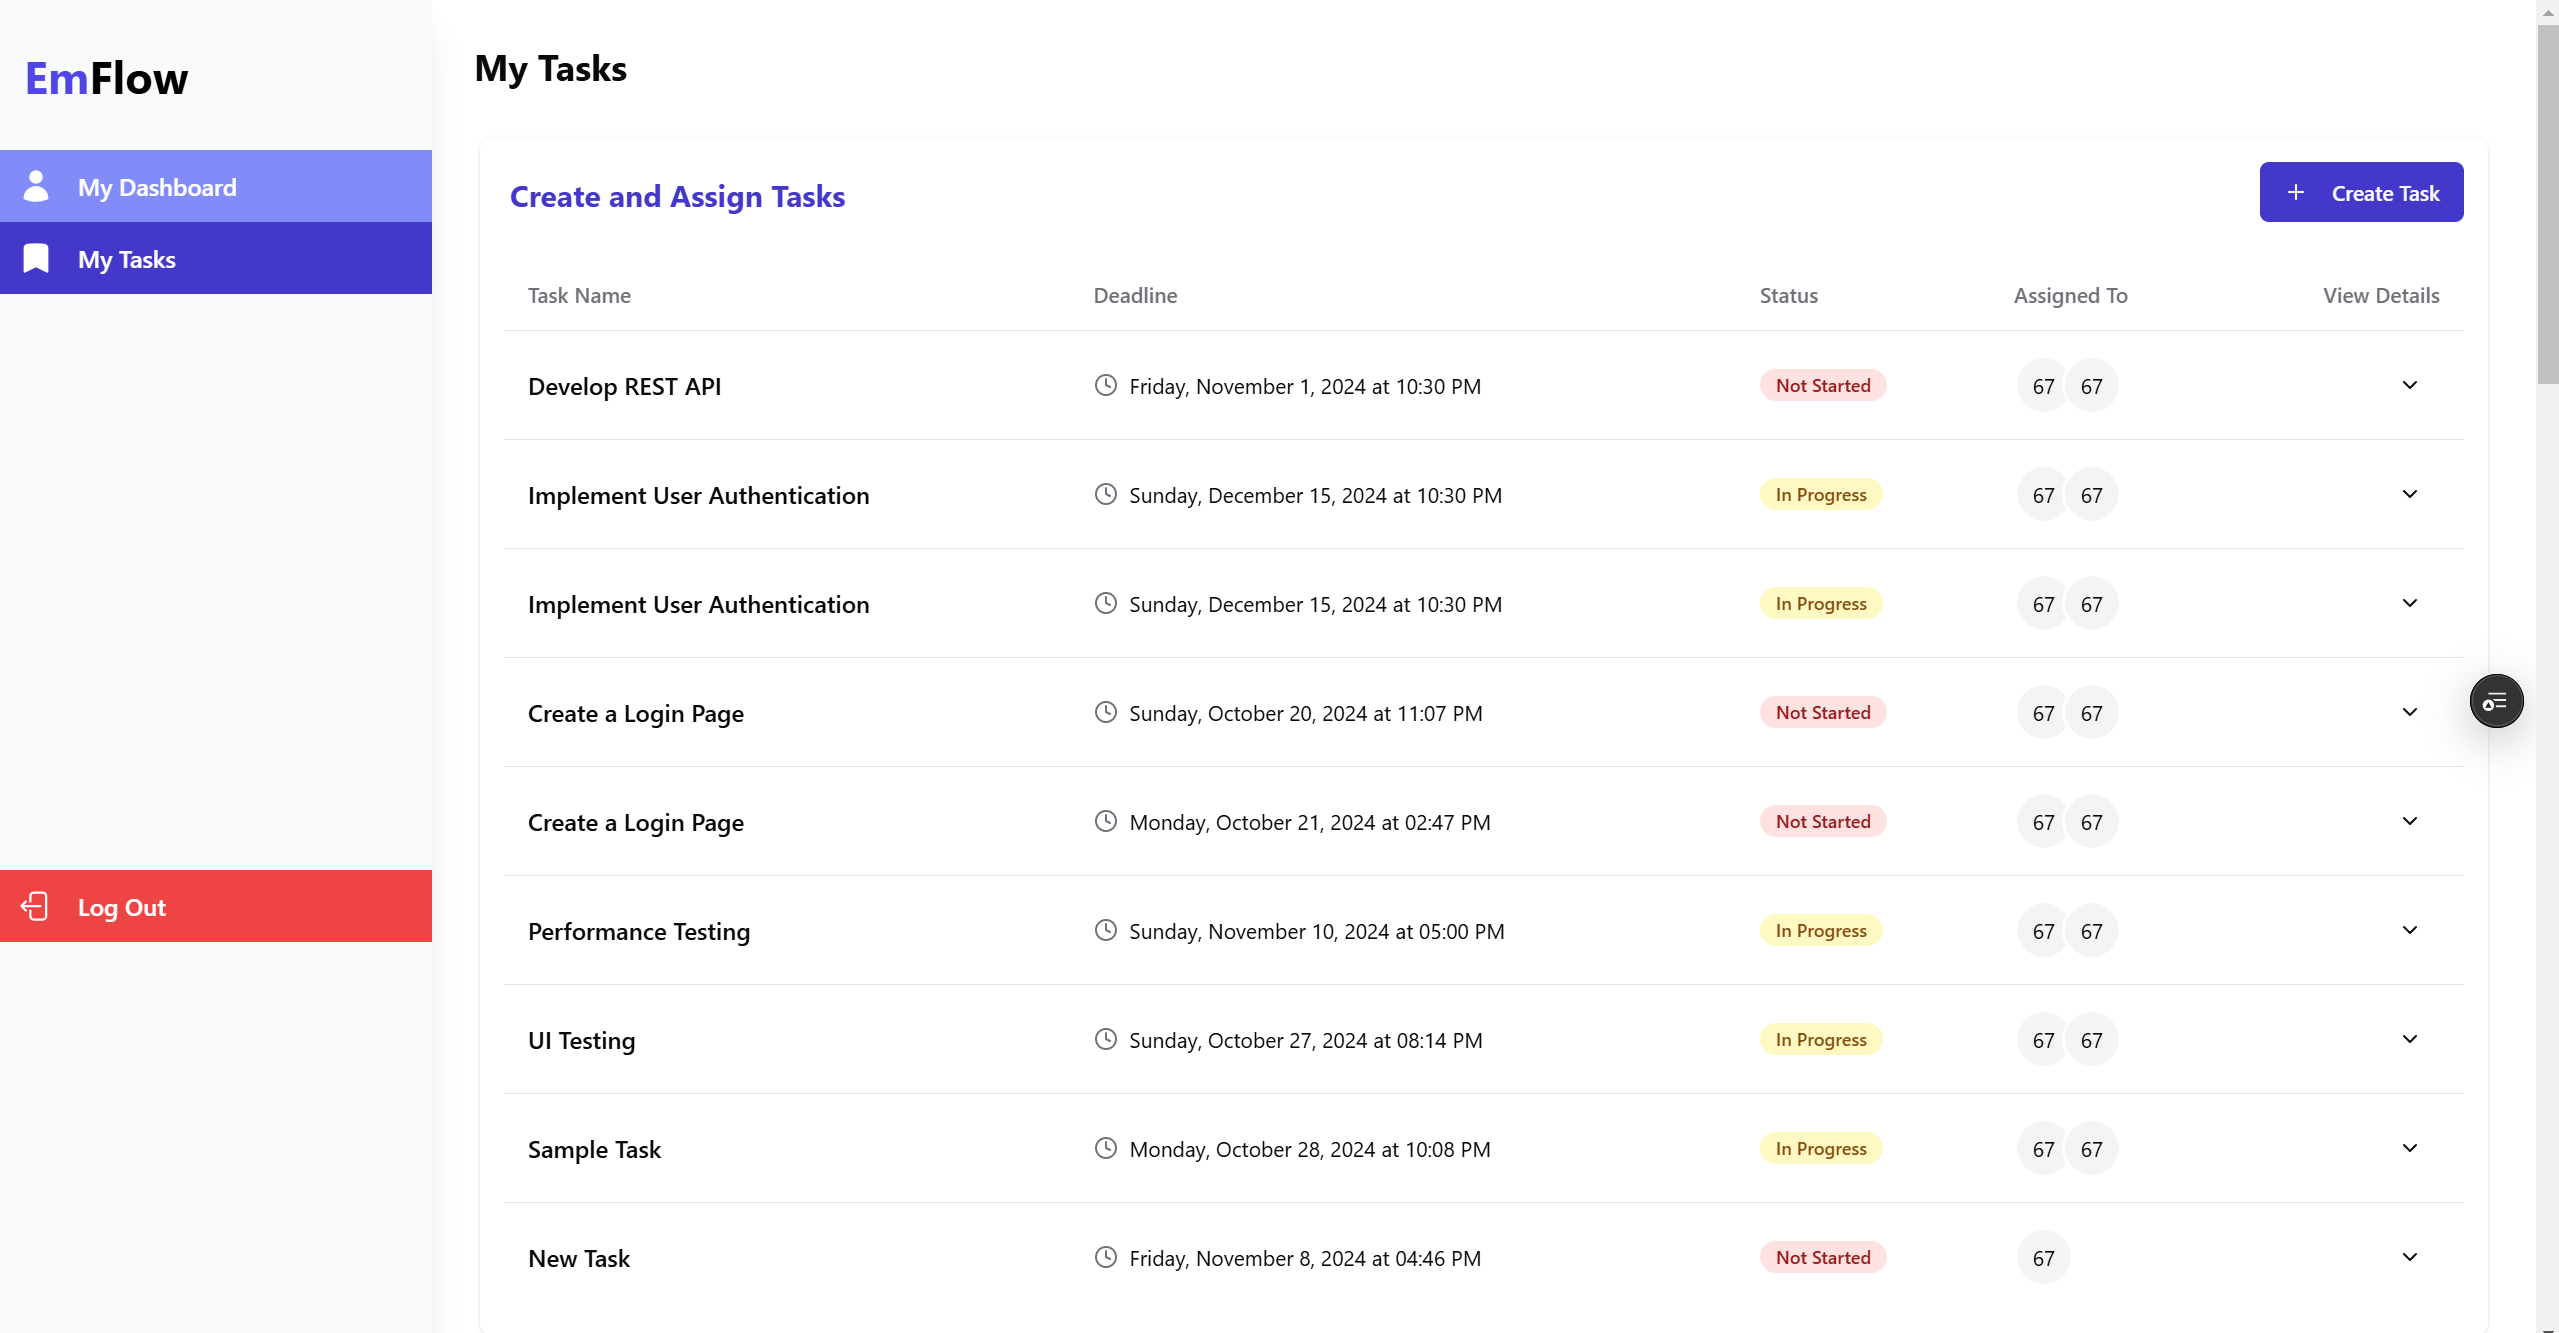 EmFlow
My Dashboard
My Tasks
Log Out
My Tasks
Create and Assign Tasks
Create Task
Task Name Deadline Status Assigned To View Details
Develop REST API Friday, November 1, 2024 at 10:30 PM Not Started 67 67
Implement User Authentication Sunday, December 15, 2024 at 10:30 PM In Progress 67 67
Implement User Authentication Sunday, December 15, 2024 at 10:30 PM In Progress 67 67
Create a Login Page Sunday, October 20, 2024 at 11:07 PM Not Started 67 67
Create a Login Page Monday, October 21, 2024 at 02:47 PM Not Started 67 67
Performance Testing Sunday, November 10, 2024 at 05:00 PM In Progress 67 67
UI Testing Sunday, October 27, 2024 at 08:14 PM In Progress 67 67
Sample Task Monday, October 28, 2024 at 10:08 PM In Progress 67 67
New Task Friday, November 8, 2024 at 04:46 PM Not Started 67